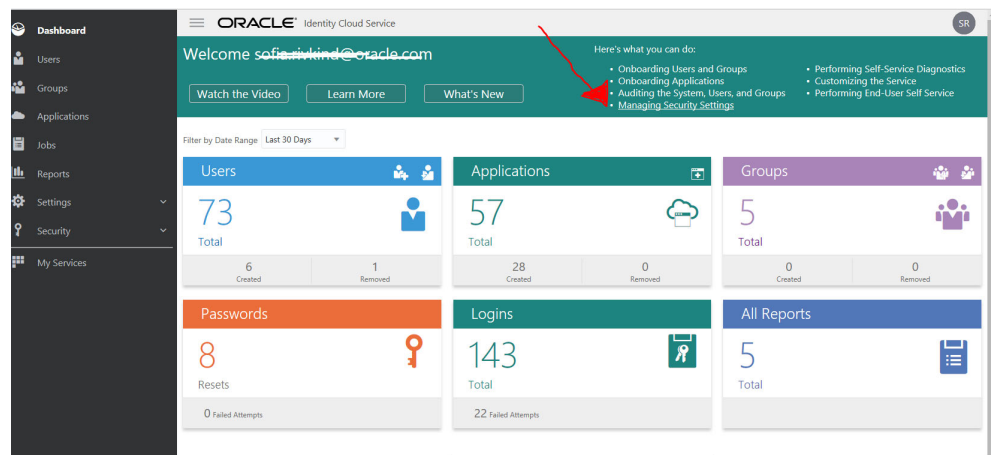 Dashboard
Users
Groups
Applications
Jobs
Reports
Settings
Security
My Services
ORACLE® Identity Cloud Service
SR
Welcome sofia.rivkind@oracle.com
Watch the Video
Learn More
What's New
Here's what you can do:
• Onboarding Users and Groups
• Onboarding Applications
• Auditing the System, Users, and Groups
• Managing Security Settings
• Performing Self-Service Diagnostics
• Customizing the Service
• Performing End-User Self Service
Filter by Date Range Last 30 Days
Users
73
Total
6
Created
1
Removed
Applications
57
Total
28
Created
0
Removed
Groups
5
Total
0
Created
0
Removed
Passwords
8
Resets
0 Failed Attempts
Logins
143
Total
22 Failed Attempts
All Reports
5
Total